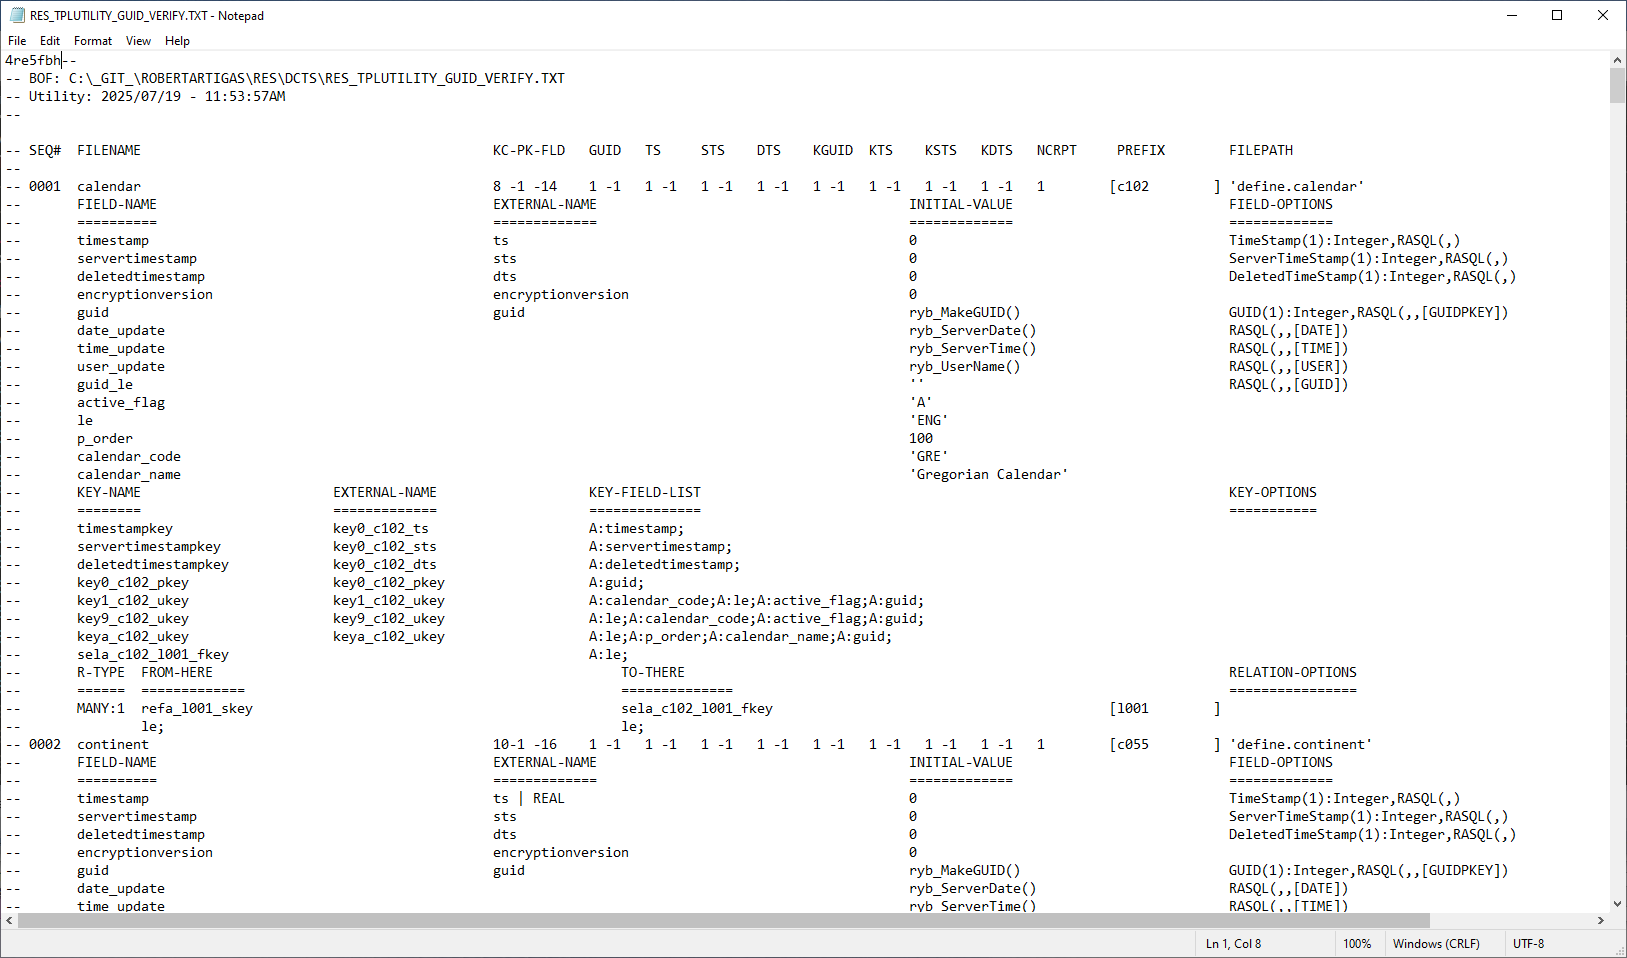 RES_TPLUTILITY_GUID_VERIFY.TXT - Notepad
File Edit Format View Help
4re5fbh--
-- BOF: C:\_GIT_\ROBERTARTIGAS\RES\DCTS\RES_TPLUTILITY_GUID_VERIFY.TXT
-- Utility: 2025/07/19 - 11:53:57AM
--
-- SEQ# FILENAME KC-PK-FLD GUID TS STS DTS KGUID KTS KSTS KDTS NCRPT PREFIX FILEPATH
--
-- 0001 calendar 8 -1 -14 1 -1 1 -1 1 -1 1 -1 1 -1 1 -1 1 -1 1 -1 1 [c102 ] 'define.calendar'
-- FIELD-NAME EXTERNAL-NAME INITIAL-VALUE FIELD-OPTIONS
-- ========== ============= ============= =============
-- timestamp ts 0 TimeStamp(1):Integer,RASQL(,)
-- servertimestamp sts 0 ServerTimeStamp(1):Integer,RASQL(,)
-- deletedtimestamp dts 0 DeletedTimeStamp(1):Integer,RASQL(,)
-- encryptionversion encryptionversion 0
-- guid guid ryb_MakeGUID() GUID(1):Integer,RASQL(,,[GUIDPKEY])
-- date_update ryb_ServerDate() RASQL(,,[DATE])
-- time_update ryb_ServerTime() RASQL(,,[TIME])
-- user_update ryb_UserName() RASQL(,,[USER])
-- guid_le '' RASQL(,,[GUID])
-- active_flag 'A'
-- le 'ENG'
-- p_order 100
-- calendar_code 'GRE'
-- calendar_name 'Gregorian Calendar'
-- KEY-NAME EXTERNAL-NAME KEY-FIELD-LIST KEY-OPTIONS
-- ======== ============= ============== ===========
-- timestampkey key0_c102_ts A:timestamp;
-- servertimestampkey key0_c102_sts A:servertimestamp;
-- deletedtimestampkey key0_c102_dts A:deletedtimestamp;
-- key0_c102_pkey key0_c102_pkey A:guid;
-- key1_c102_ukey key1_c102_ukey A:calendar_code;A:le;A:active_flag;A:guid;
-- key9_c102_ukey key9_c102_ukey A:le;A:calendar_code;A:active_flag;A:guid;
-- keya_c102_ukey keya_c102_ukey A:le;A:p_order;A:calendar_name;A:guid;
-- sela_c102_l001_fkey A:le;
-- R-TYPE FROM-HERE TO-THERE RELATION-OPTIONS
-- ====== ============= ============== ================
-- MANY:1 refa_l001_skey sela_c102_l001_fkey [l001 ]
-- le; le;
-- 0002 continent 10-1 -16 1 -1 1 -1 1 -1 1 -1 1 -1 1 -1 1 -1 1 -1 1 [c055 ] 'define.continent'
-- FIELD-NAME EXTERNAL-NAME INITIAL-VALUE FIELD-OPTIONS
-- ========== ============= ============= =============
-- timestamp ts | REAL 0 TimeStamp(1):Integer,RASQL(,)
-- servertimestamp sts 0 ServerTimeStamp(1):Integer,RASQL(,)
-- deletedtimestamp dts 0 DeletedTimeStamp(1):Integer,RASQL(,)
-- encryptionversion encryptionversion 0
-- guid guid ryb_MakeGUID() GUID(1):Integer,RASQL(,,[GUIDPKEY])
-- date_update ryb_ServerDate() RASQL(,,[DATE])
-- time_update ryb_ServerTime() RASQL(,,[TIME])
Ln 1, Col 8 100% Windows (CRLF) UTF-8